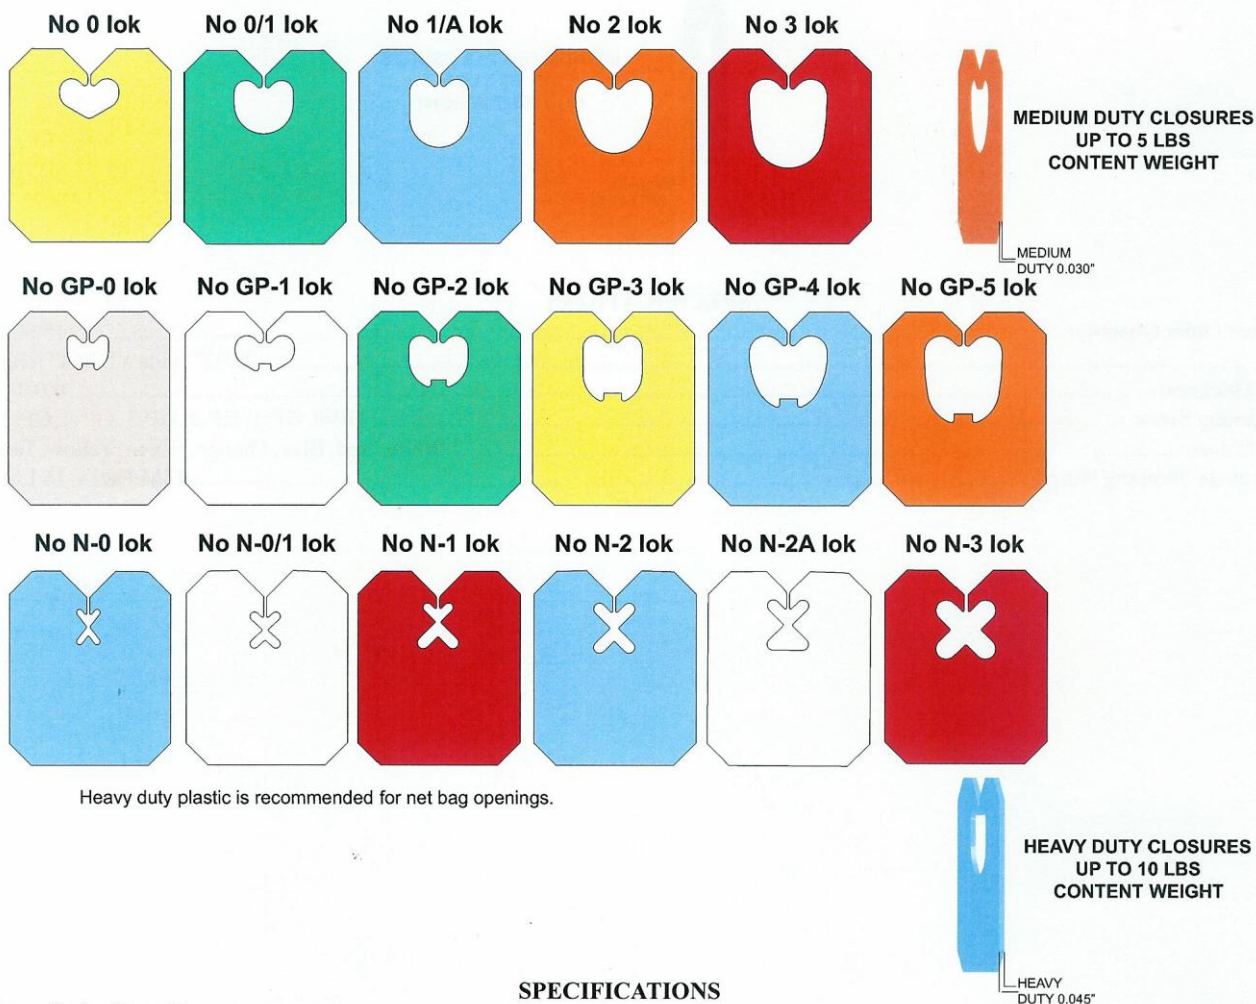 No 0 lok No 0/1 lok No 1/A lok No 2 lok No 3 lok
MEDIUM DUTY CLOSURES
UP TO 5 LBS
CONTENT WEIGHT
MEDIUM
DUTY 0.030"
No GP-0 lok No GP-1 lok No GP-2 lok No GP-3 lok No GP-4 lok No GP-5 lok
No N-0 lok No N-0/1 lok No N-1 lok No N-2 lok No N-2A lok No N-3 lok
Heavy duty plastic is recommended for net bag openings.
HEAVY DUTY CLOSURES
UP TO 10 LBS
CONTENT WEIGHT
SPECIFICATIONS
HEAVY
DUTY 0.045"